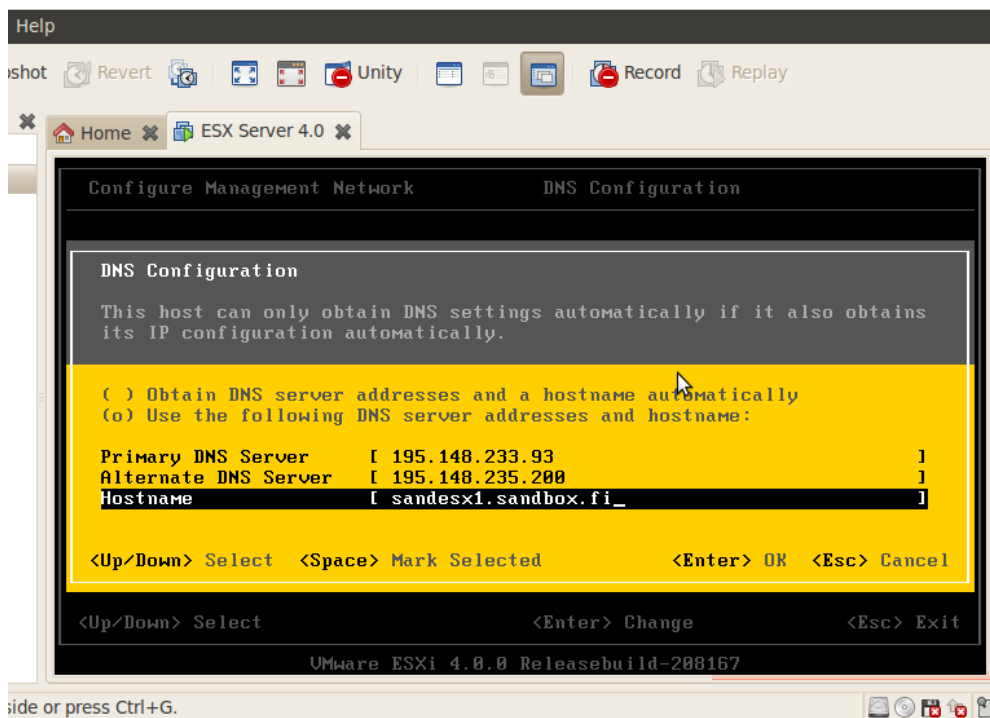 Help
Revert Unity Record Replay
Home ESX Server 4.0
Configure Management Network DNS Configuration
DNS Configuration
This host can only obtain DNS settings automatically if it also obtains
its IP configuration automatically.
( ) Obtain DNS server addresses and a hostname automatically
(o) Use the following DNS server addresses and hostname:
Primary DNS Server [ 195.148.233.93 ]
Alternate DNS Server [ 195.148.235.200 ]
Hostname [ sandesx1.sandbox.fi_ ]
<Up/Down> Select <Space> Mark Selected <Enter> OK <Esc> Cancel
<Up/Down> Select <Enter> Change <Esc> Exit
VMware ESXi 4.0.0 Releasebuild-208167
side or press Ctrl+G.